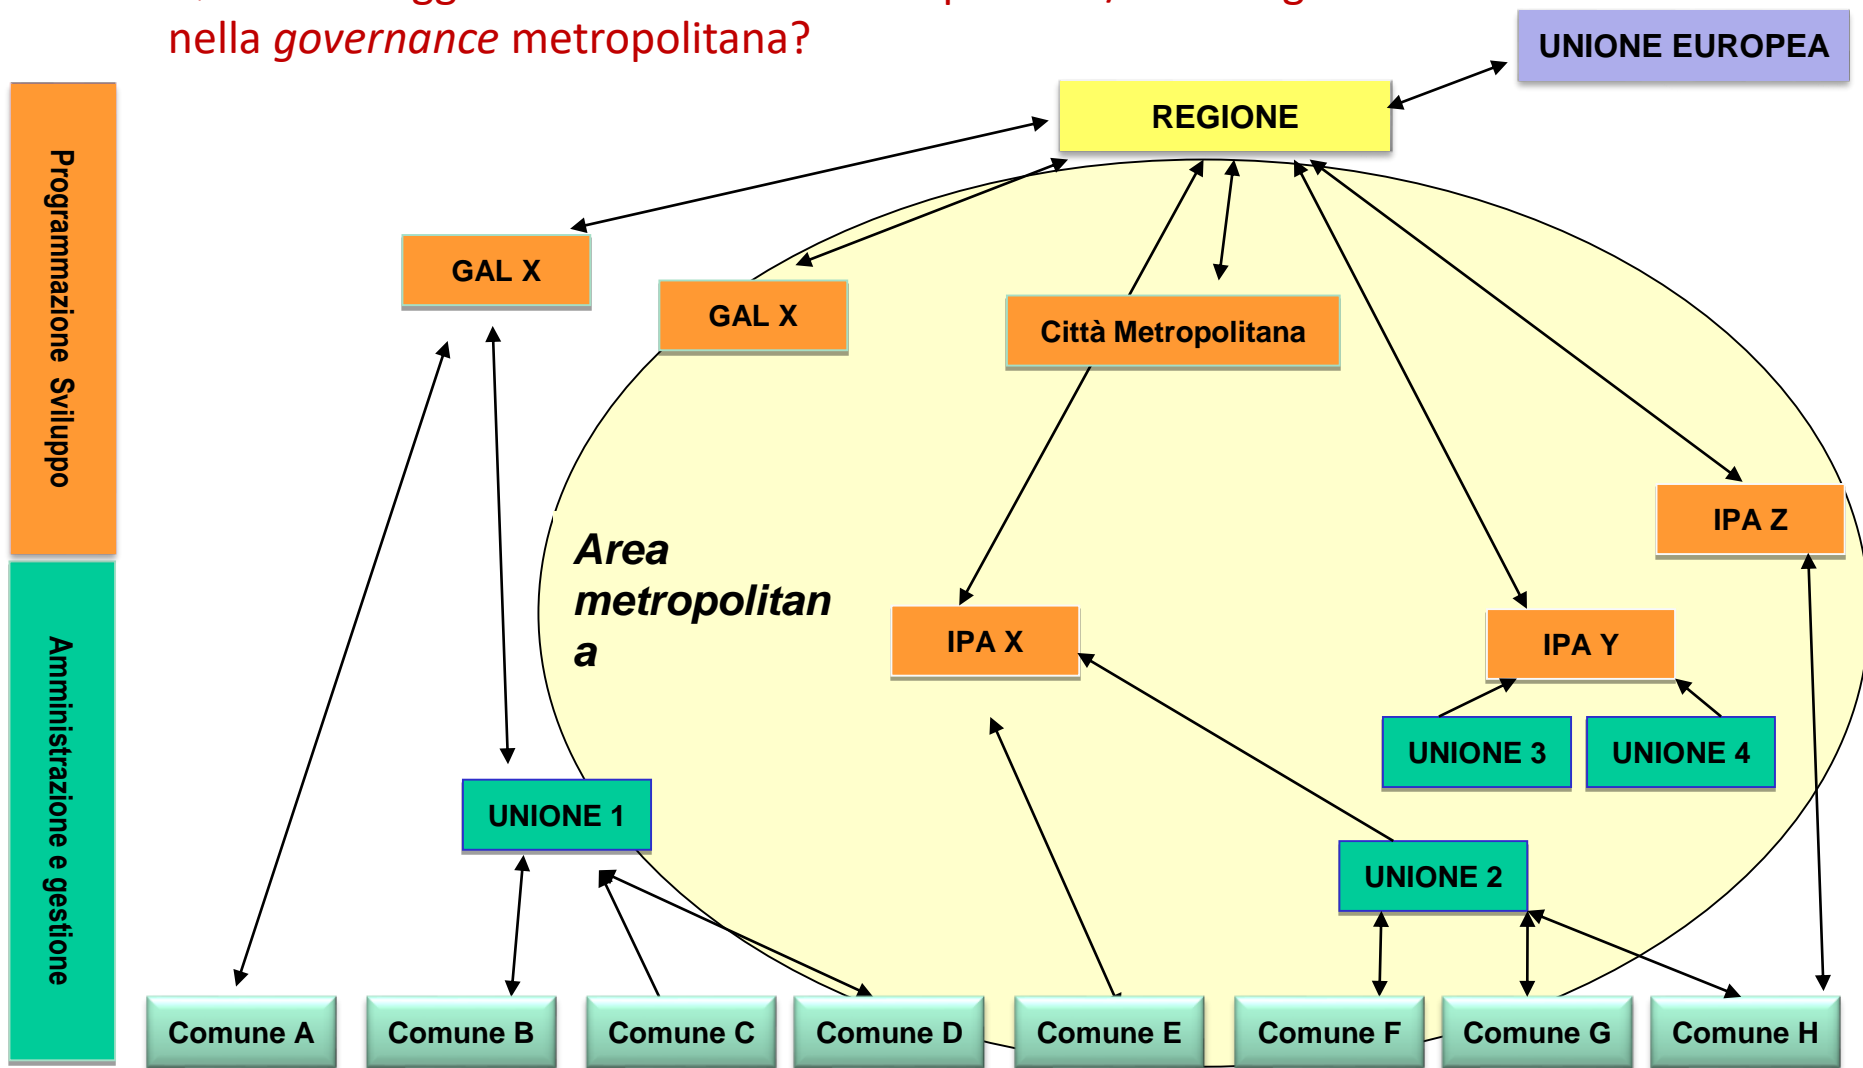 nella governance metropolitana?
UNIONE EUROPEA
REGIONE
Programmazione Sviluppo
GAL X
GAL X
Città Metropolitana
IPA Z
Area
metropolitan
a
IPA X
IPA Y
Amministrazione e gestione
UNIONE 3
UNIONE 4
UNIONE 1
UNIONE 2
Comune A
Comune B
Comune C
Comune D
Comune E
Comune F
Comune G
Comune H